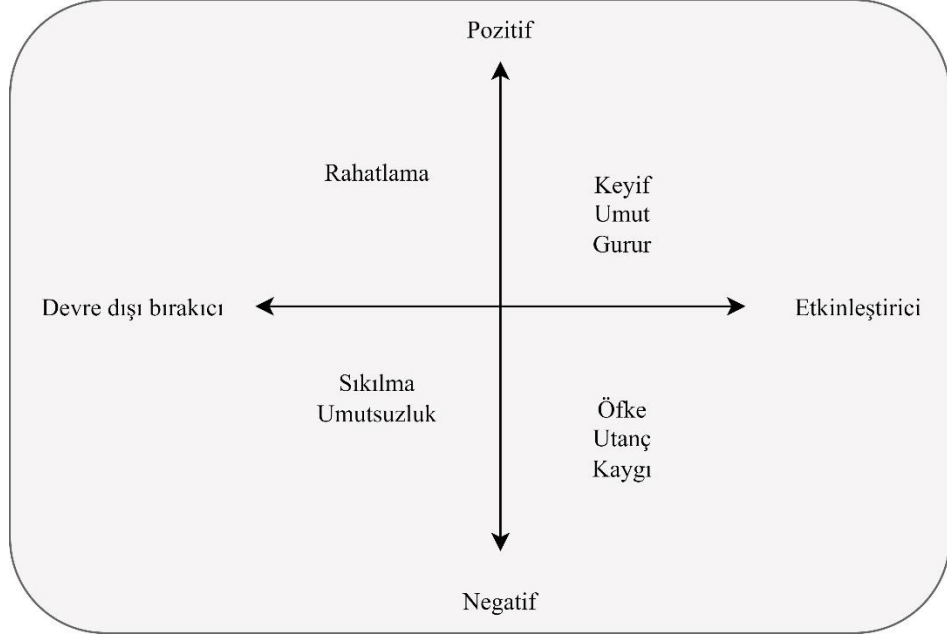 Pozitif
Rahatlama
Keyif
Umut
Gurur
Devre dışı bırakıcı
Etkinleştirici
Sıkılma
Umutsuzluk
Öfke
Utanç
Kaygı
Negatif